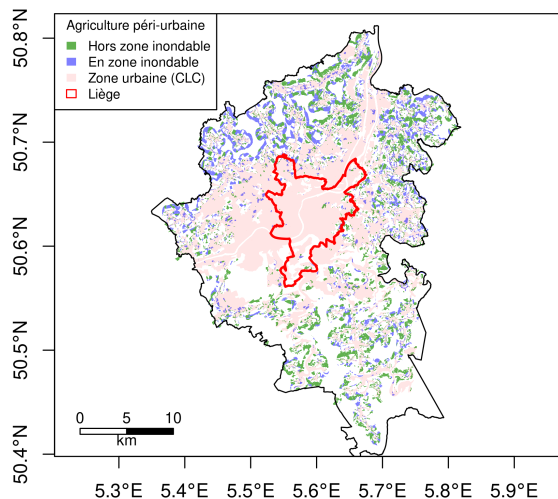 Agriculture péri-urbaine
Hors zone inondable
En zone inondable
Zone urbaine (CLC)
Liège
50.8°N
50.7°N
50.6°N
50.5°N
50.4°N
0 5 10
km
5.3°E 5.4°E 5.5°E 5.6°E 5.7°E 5.8°E 5.9°E